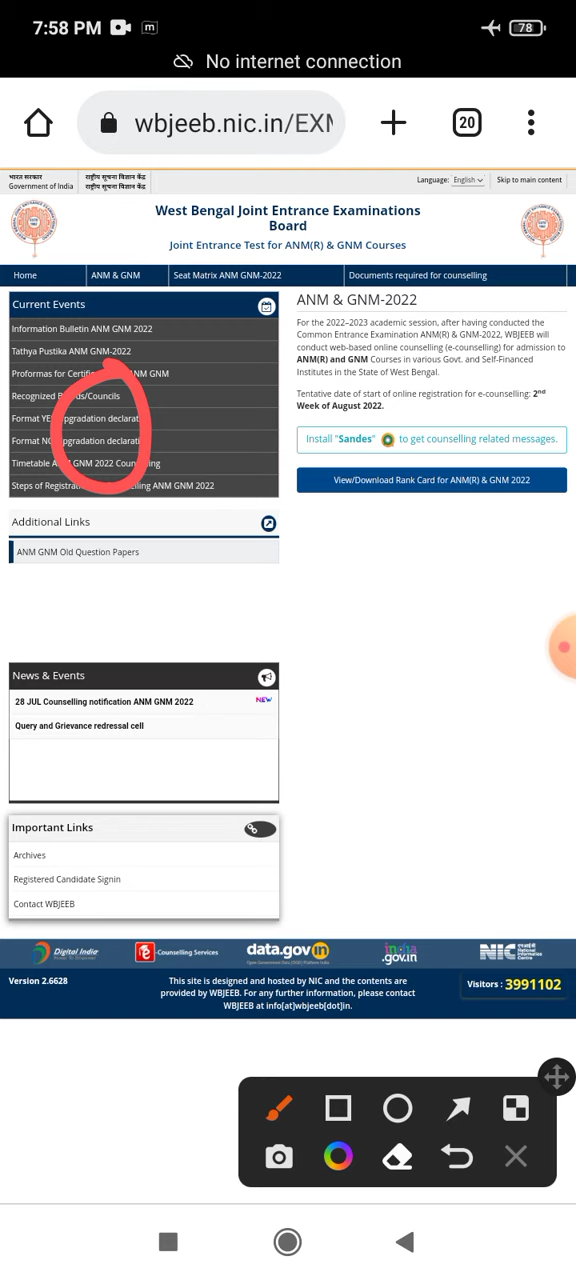 7:58 PM
m
78
No internet connection
wbjeeb.nic.in/EXM
20
भारत सरकार
Government of India
राष्ट्रीय सूचना विज्ञान केंद्र
राष्ट्रीय सूचना विज्ञान केंद्र
Language: English
Skip to main content
West Bengal Joint Entrance Examinations
Board
Joint Entrance Test for ANM(R) & GNM Courses
Home
ANM & GNM
Seat Matrix ANM GNM-2022
Documents required for counselling
Current Events
Information Bulletin ANM GNM 2022
Tathya Pustika ANM GNM-2022
Proformas for NM GNM
Recognized ds/Councils
Format YE pgradation declarat
Format NO pgradation declarati
Timetable A GNM 2022 Coun ing
Steps of Registra lling ANM GNM 2022
ANM & GNM-2022
For the 2022–2023 academic session, after having conducted the
Common Entrance Examination ANM(R) & GNM-2022, WBJEEB will
conduct web-based online counselling (e-counselling) for admission to
ANM(R) and GNM Courses in various Govt. and Self-Financed
Institutes in the State of West Bengal.
Tentative date of start of online registration for e-counselling: 2nd
Week of August 2022.
Install "Sandes" to get counselling related messages.
View/Download Rank Card for ANM(R) & GNM 2022
Additional Links
ANM GNM Old Question Papers
News & Events
28 JUL Counselling notification ANM GNM 2022 NEW
Query and Grievance redressal cell
Important Links
Archives
Registered Candidate Signin
Contact WBJEEB
Digital India
Counselling Services
data.gov in
.gov.in
NIC
National
Informatics
Centre
Version 2.6628
This site is designed and hosted by NIC and the contents are
provided by WBJEEB. For any further information, please contact
WBJEEB at info[at]wbjeeb[dot]in.
Visitors : 3991102